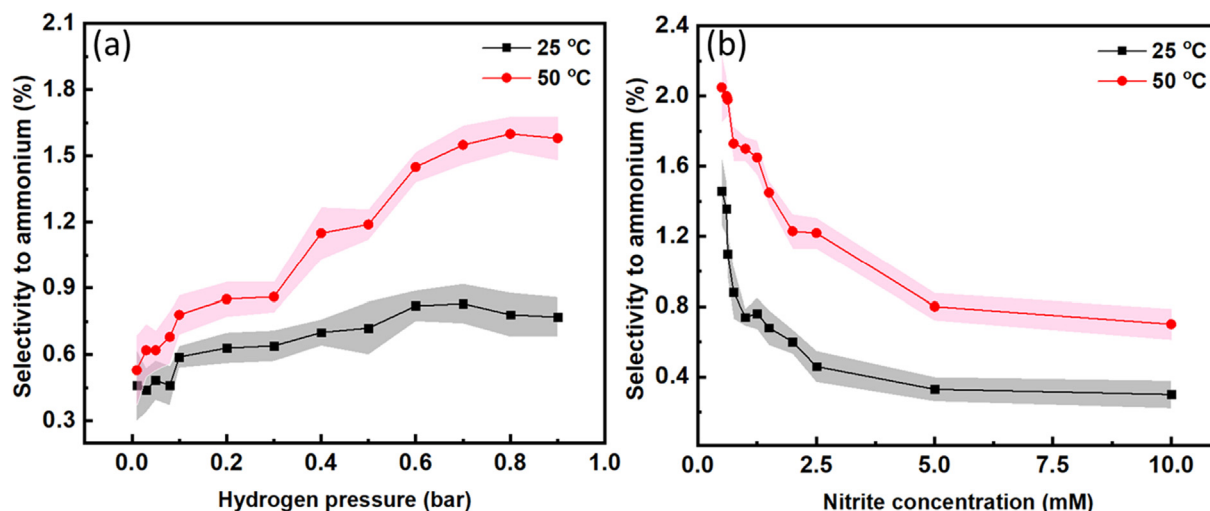 (a)
25 °C
50 °C
Selectivity to ammonium (%)
2.1
1.8
1.5
1.2
0.9
0.6
0.3
0.0 0.2 0.4 0.6 0.8 1.0
Hydrogen pressure (bar)
(b)
25 °C
50 °C
Selectivity to ammonium (%)
2.4
2.0
1.6
1.2
0.8
0.4
0.0 2.5 5.0 7.5 10.0
Nitrite concentration (mM)